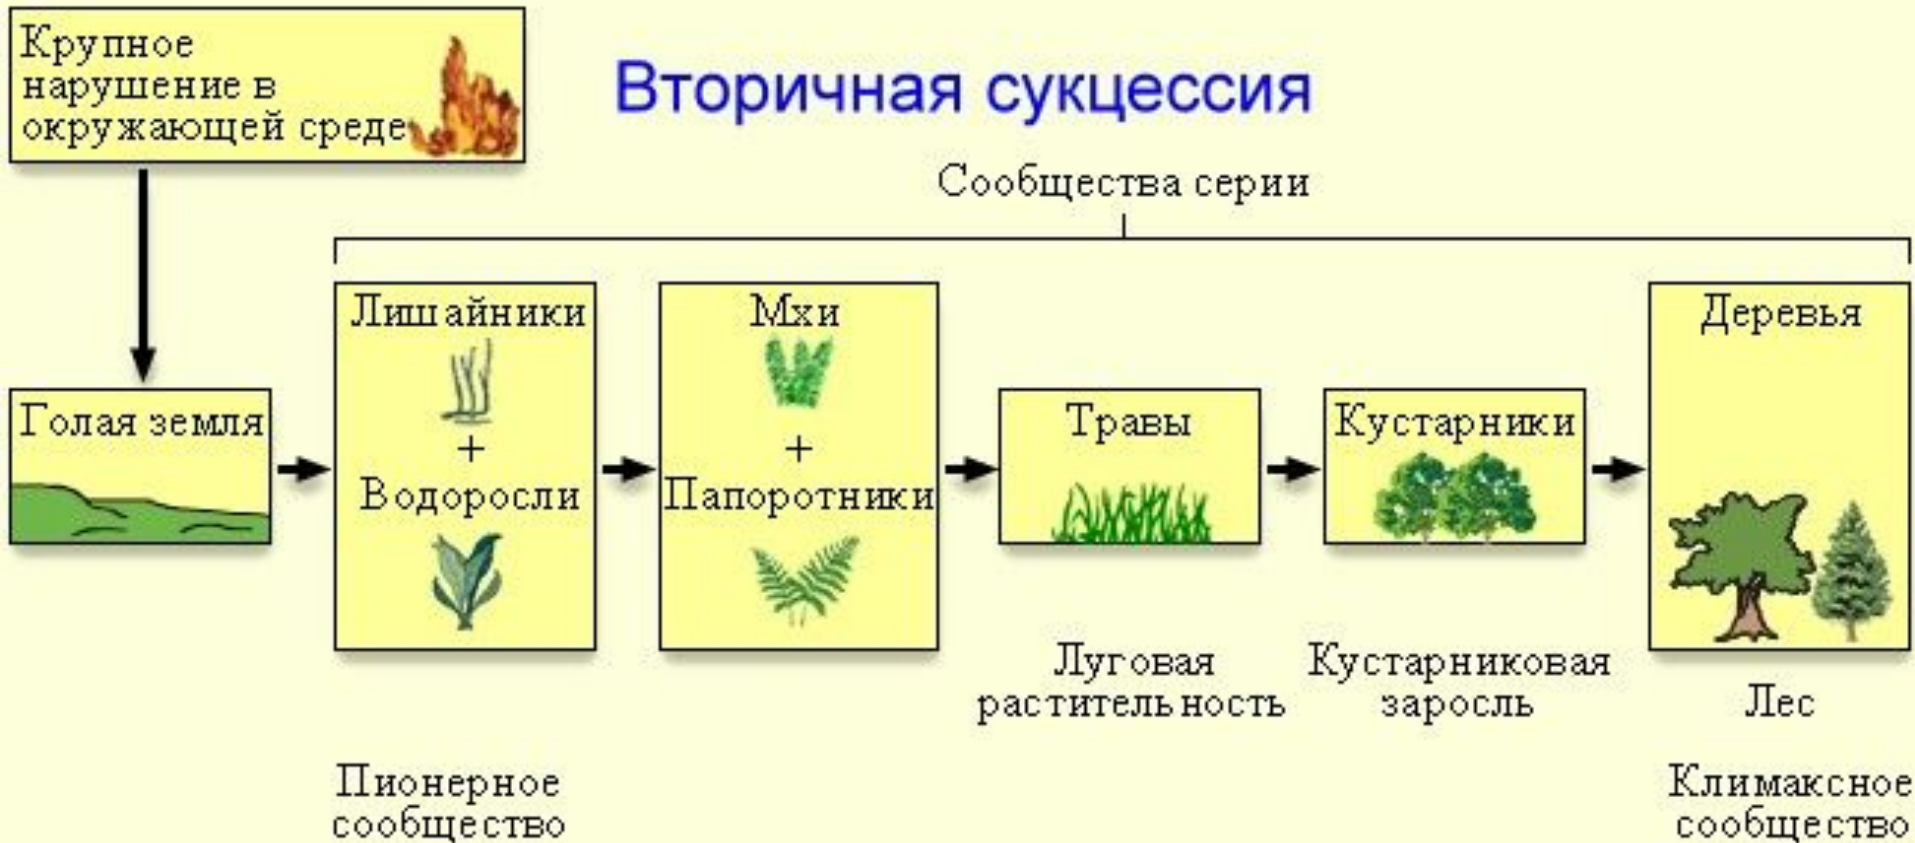 Крупное
нарушение в
окружающей среде
Вторичная сукцессия
Сообщества серии
Голая земля
Лишайники
+
Водоросли
Мхи
+
Папоротники
Травы
Кустарники
Деревья
Луговая
растительность
Кустарниковая
заросль
Лес
Пионерное
сообщество
Климаксное
сообщество